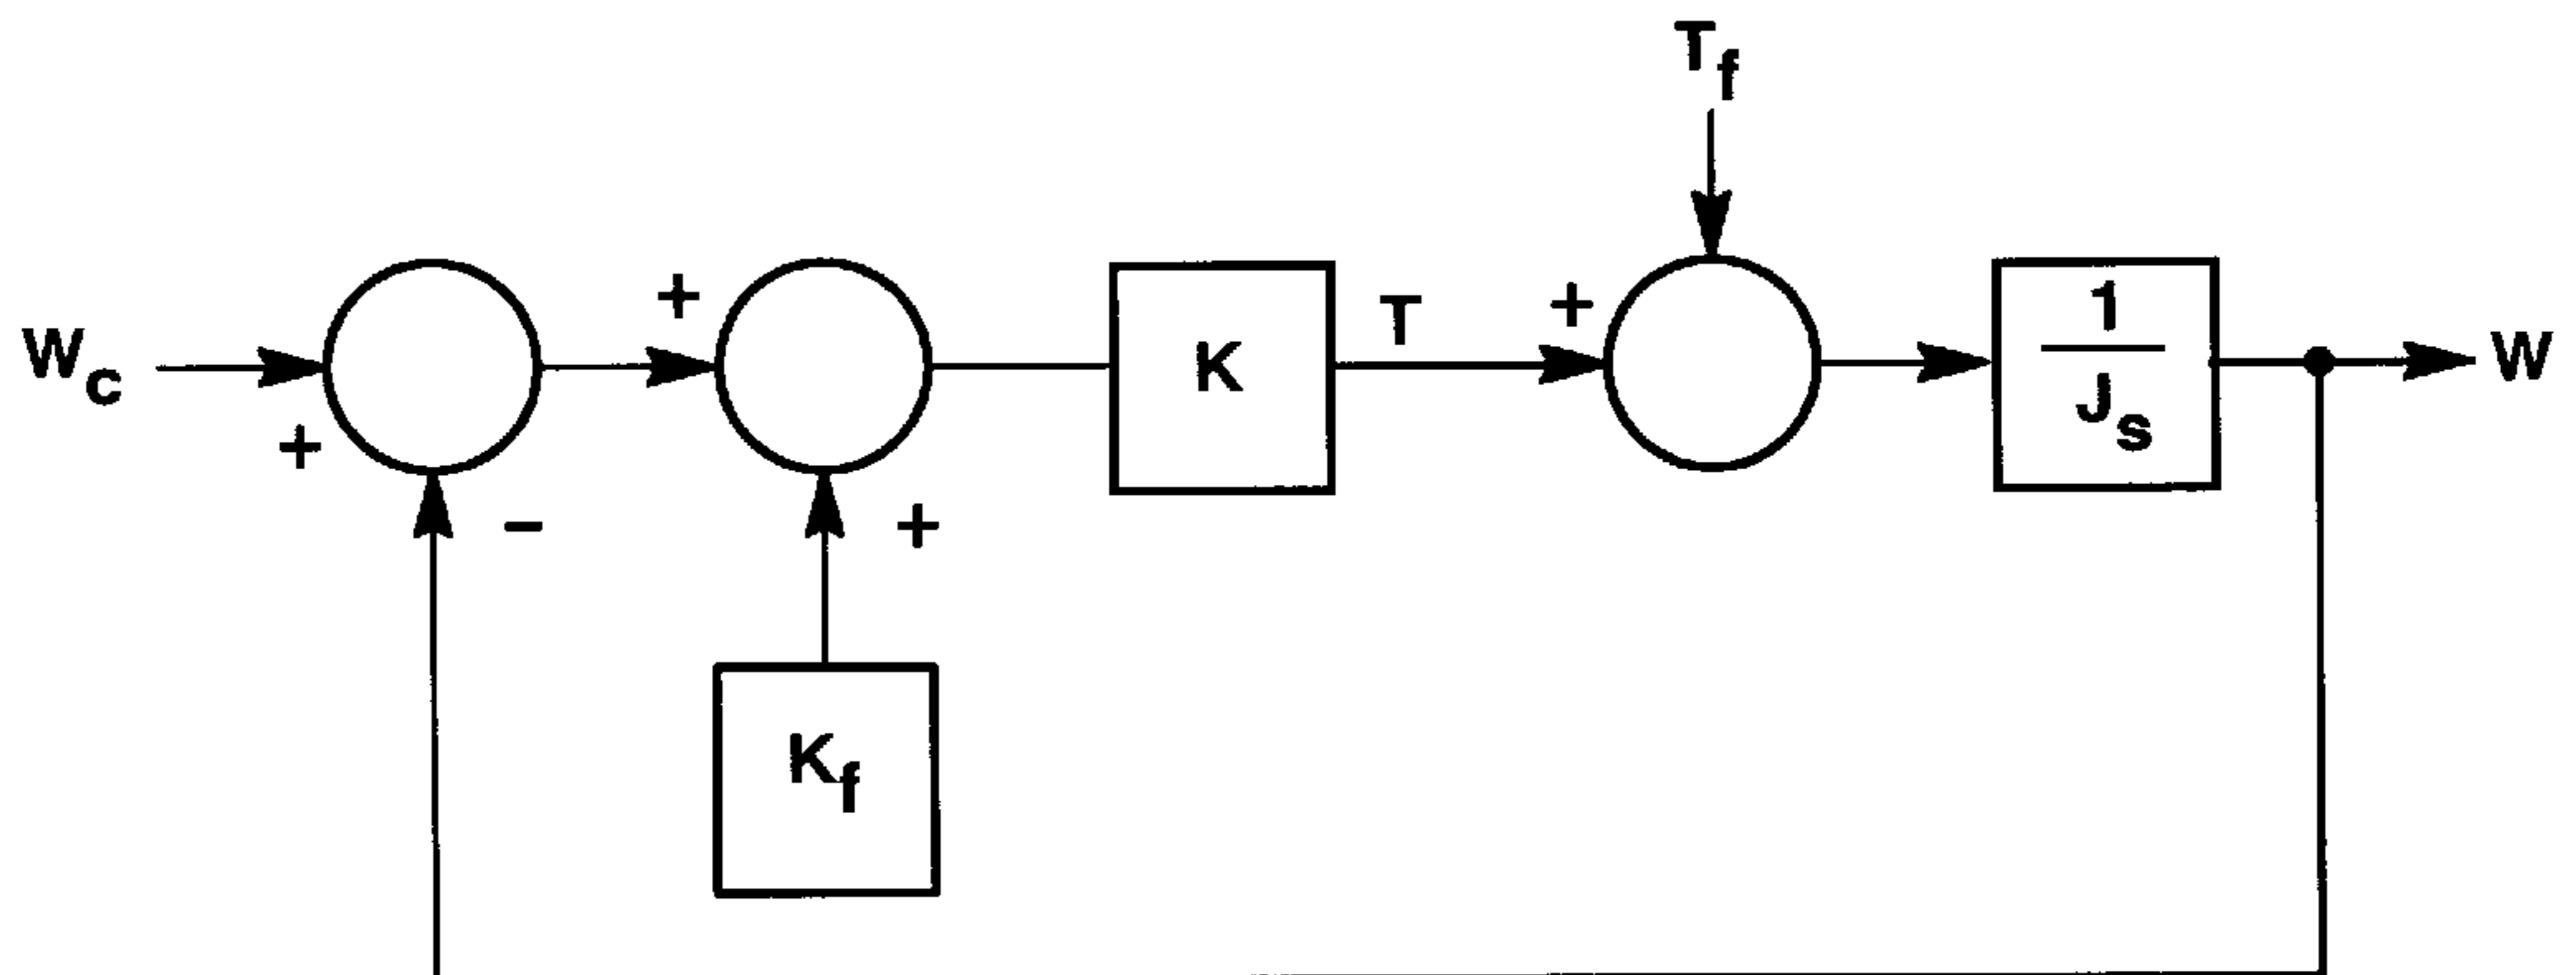 T_f
W_c
+
+
-
+
K
T
+
1
J_s
W
K_f